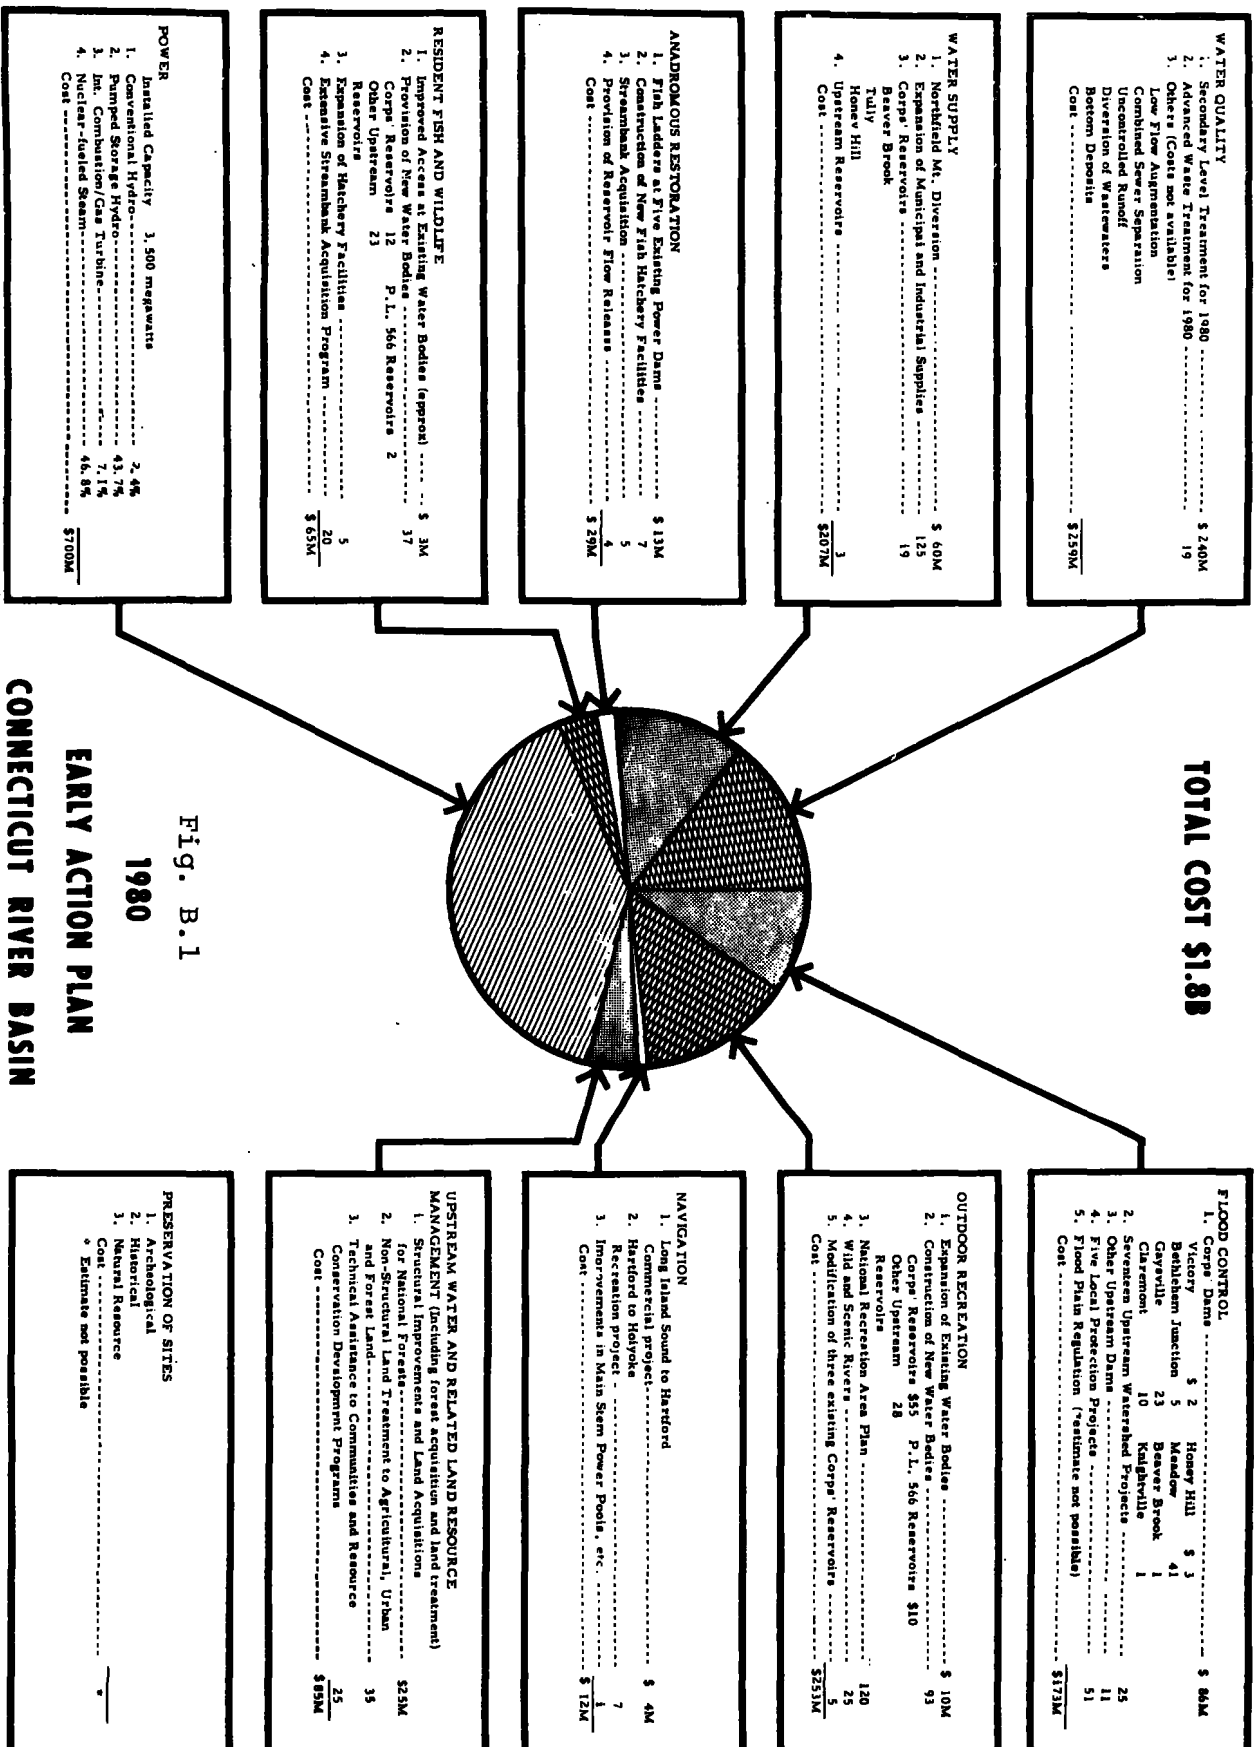 TOTAL COST $1.8B
WATER QUALITY
1. Secondary Level Treatment for 1980 ---------- $ 240M
2. Advanced Waste Treatment for 1980 ---------- 19
3. Others (Costs not available)
Low Flow Augmentation
Combined Sewer Separation
Uncontrolled Runoff
Diversion of Wastewaters
Bottom Deposits
Cost ---------- $259M
WATER SUPPLY
1. Northfield Mt. Diversion ---------- $ 60M
2. Expansion of Municipal and Industrial Supplies ---------- 125
3. Corps' Reservoirs ---------- 19
Beaver Brook
Tully
Honey Hill
4. Upstream Reservoirs ---------- 3
Cost ---------- $207M
ANADROMOUS RESTORATION
1. Fish Ladders at Five Existing Power Dams ---------- $ 13M
2. Construction of New Fish Hatchery Facilities ---------- 7
3. Streambank Acquisition ---------- 5
4. Provision of Reservoir Flow Releases ---------- 4
Cost ---------- $ 29M
RESIDENT FISH AND WILDLIFE
1. Improved Access at Existing Water Bodies (approx) ------ $ 3M
2. Provision of New Water Bodies ---------- 37
Corps' Reservoirs 12 P.L. 566 Reservoirs 2
Other Upstream 23
Reservoirs
3. Expansion of Hatchery Facilities ---------- 5
4. Extensive Streambank Acquisition Program ---------- 20
Cost ---------- $ 65M
POWER
Installed Capacity 3,500 megawatts
1. Conventional Hydro ---------- 2.4%
2. Pumped Storage Hydro ---------- 43.7%
3. Int. Combustion/Gas Turbine ---------- 7.1%
4. Nuclear-fueled Steam ---------- 46.8%
Cost ---------- $700M
FLOOD CONTROL
1. Corps' Dams ---------- $ 86M
Victory $ 2 Honey Hill $ 3
Bethlehem Junction 5 Meadow 41
Gaysville 23 Beaver Brook 1
Claremont 10 Knightville 1
2. Seventeen Upstream Watershed Projects ---------- 25
3. Other Upstream Dams ---------- 11
4. Five Local Protection Projects ---------- 51
5. Flood Plain Regulation (*estimate not possible)
Cost ---------- $173M
OUTDOOR RECREATION
1. Expansion of Existing Water Bodies ---------- $ 10M
2. Construction of New Water Bodies ---------- 93
Corps' Reservoirs $55 P.L. 566 Reservoirs $10
Other Upstream 28
Reservoirs
3. National Recreation Area Plan ---------- 120
4. Wild and Scenic Rivers ---------- 25
5. Modification of three existing Corps' Reservoirs ---------- 5
Cost ---------- $253M
NAVIGATION
1. Long Island Sound to Hartford
Commercial project ---------- $ 4M
2. Hartford to Holyoke
Recreation project ---------- 7
3. Improvements in Main Stem Power Pools, etc. ---------- 1
Cost ---------- $ 12M
UPSTREAM WATER AND RELATED LAND RESOURCE
MANAGEMENT (Including forest acquisition and land treatment)
1. Structural Improvements and Land Acquisitions
for National Forests ---------- $25M
2. Non-Structural Land Treatment to Agricultural, Urban
and Forest Land ---------- 35
3. Technical Assistance to Communities and Resource
Conservation Development Programs 25
Cost ---------- $85M
PRESERVATION OF SITES
1. Archeological
2. Historical
3. Natural Resource
Cost ---------- *
* Estimate not possible
Fig. B.1
1980
EARLY ACTION PLAN
CONNECTICUT RIVER BASIN